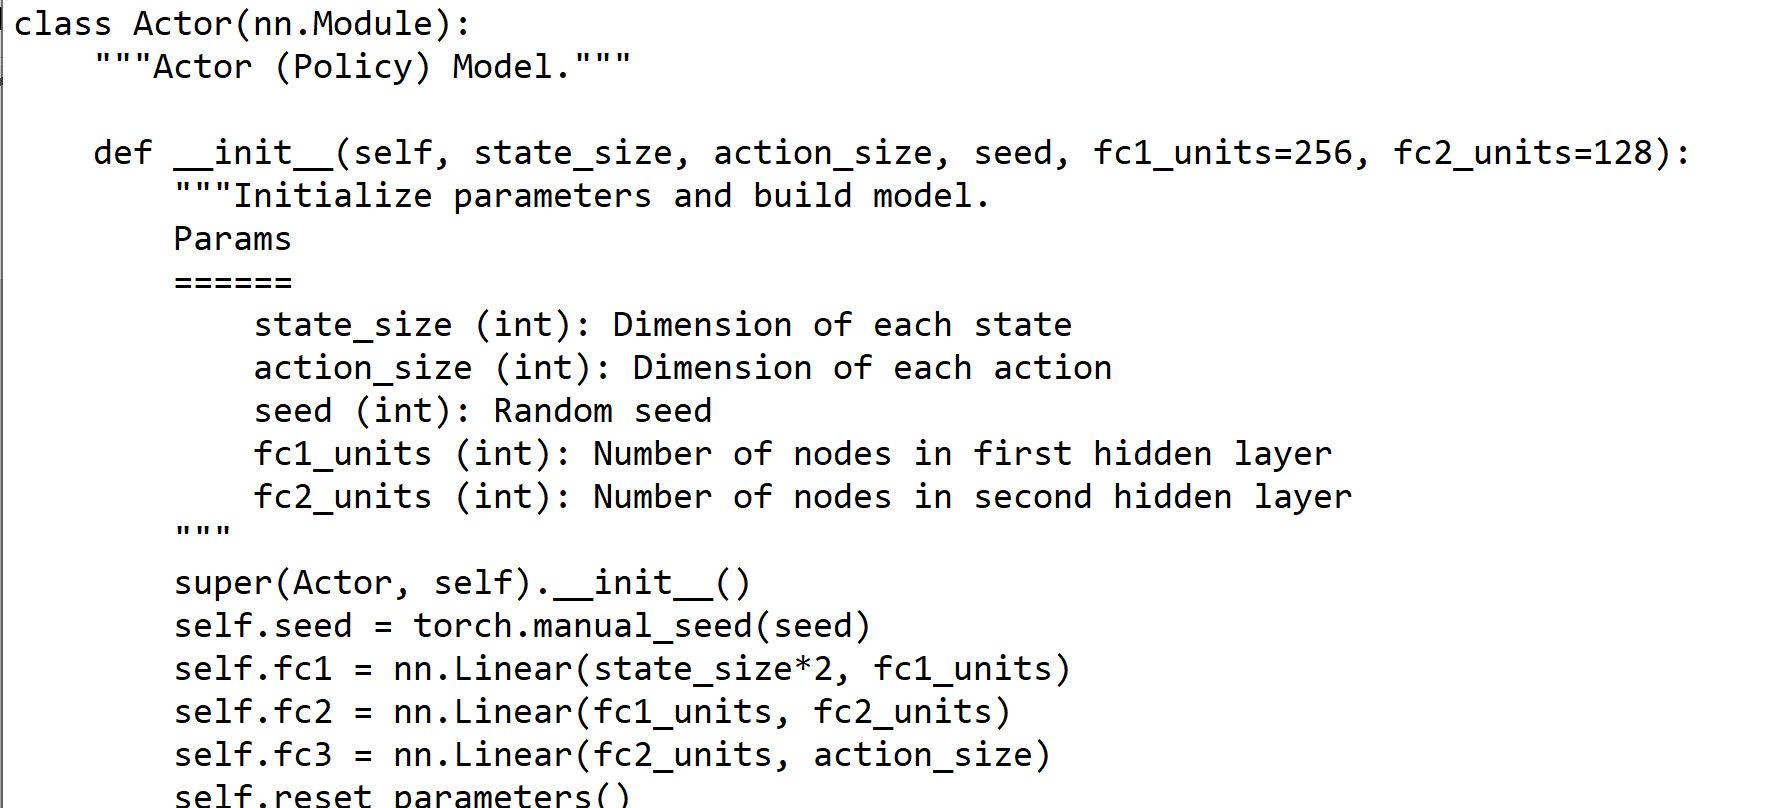 class Actor(nn.Module):
    """Actor (Policy) Model."""

    def __init__(self, state_size, action_size, seed, fc1_units=256, fc2_units=128):
        """Initialize parameters and build model.
        Params
        ======
            state_size (int): Dimension of each state
            action_size (int): Dimension of each action
            seed (int): Random seed
            fc1_units (int): Number of nodes in first hidden layer
            fc2_units (int): Number of nodes in second hidden layer
        """
        super(Actor, self).__init__()
        self.seed = torch.manual_seed(seed)
        self.fc1 = nn.Linear(state_size*2, fc1_units)
        self.fc2 = nn.Linear(fc1_units, fc2_units)
        self.fc3 = nn.Linear(fc2_units, action_size)
        self.reset_parameters()